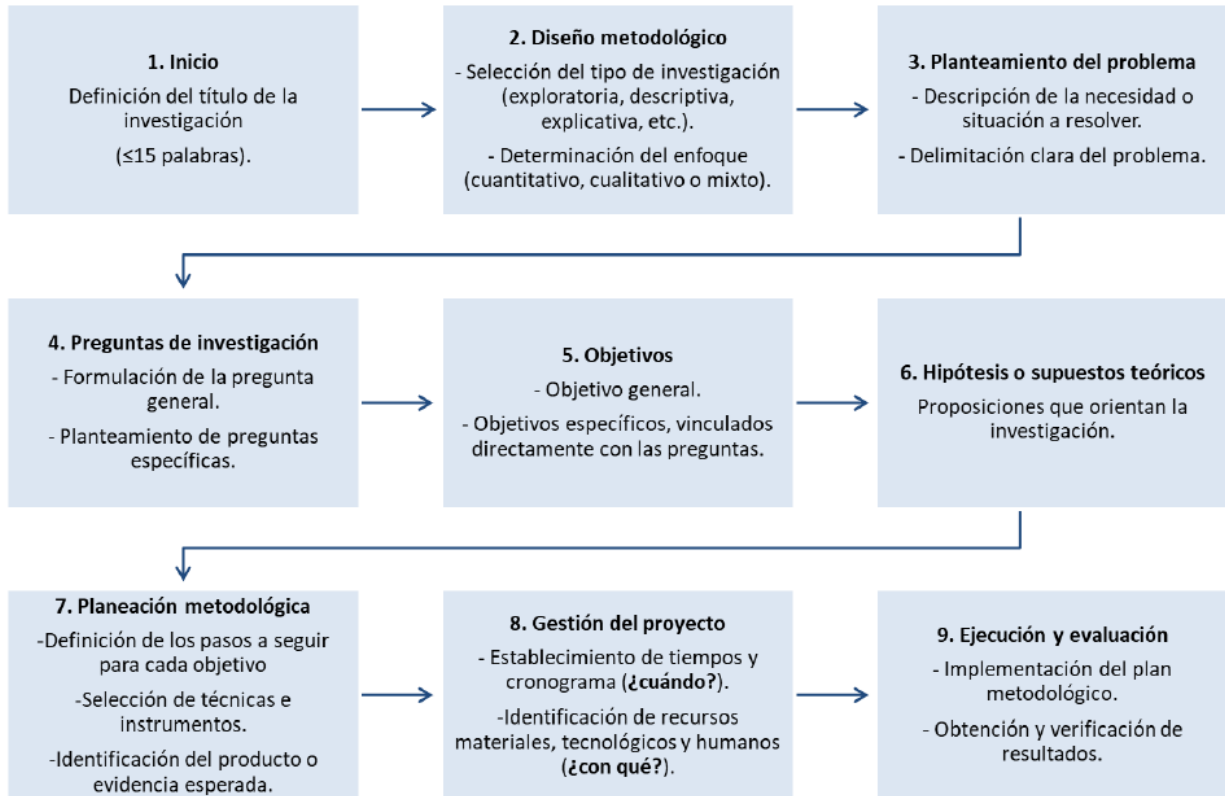 1. Inicio
Definición del título de la
investigación
(≤15 palabras).
2. Diseño metodológico
- Selección del tipo de investigación
(exploratoria, descriptiva,
explicativa, etc.).
- Determinación del enfoque
(cuantitativo, cualitativo o mixto).
3. Planteamiento del problema
- Descripción de la necesidad o
situación a resolver.
- Delimitación clara del problema.
4. Preguntas de investigación
- Formulación de la pregunta
general.
- Planteamiento de preguntas
específicas.
5. Objetivos
- Objetivo general.
- Objetivos específicos, vinculados
directamente con las preguntas.
6. Hipótesis o supuestos teóricos
Proposiciones que orientan la
investigación.
7. Planeación metodológica
-Definición de los pasos a seguir
para cada objetivo
-Selección de técnicas e
instrumentos.
-Identificación del producto o
evidencia esperada.
8. Gestión del proyecto
- Establecimiento de tiempos y
cronograma (¿cuándo?).
-Identificación de recursos
materiales, tecnológicos y humanos
(¿con qué?).
9. Ejecución y evaluación
- Implementación del plan
metodológico.
- Obtención y verificación de
resultados.